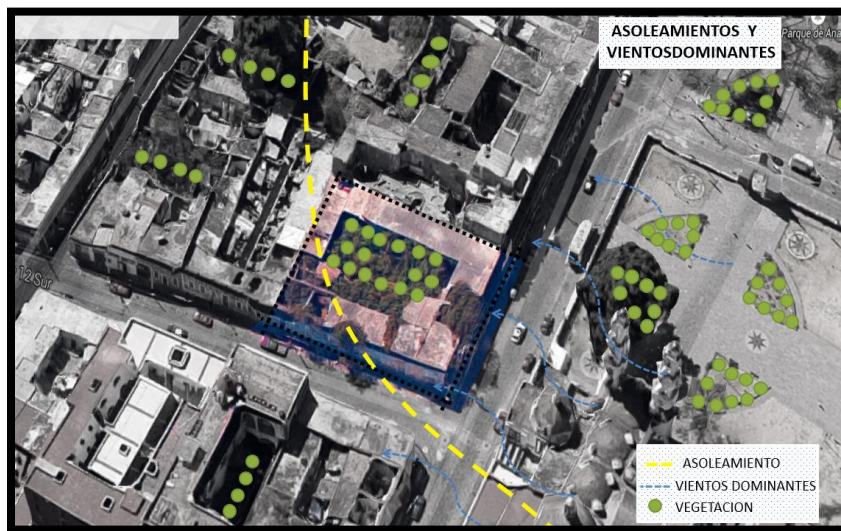 ASOLEAMIENTOS Y
VIENTOSDOMINANTES
Parque de Ana
12 Sur
ASOLEAMIENTO
VIENTOS DOMINANTES
VEGETACION